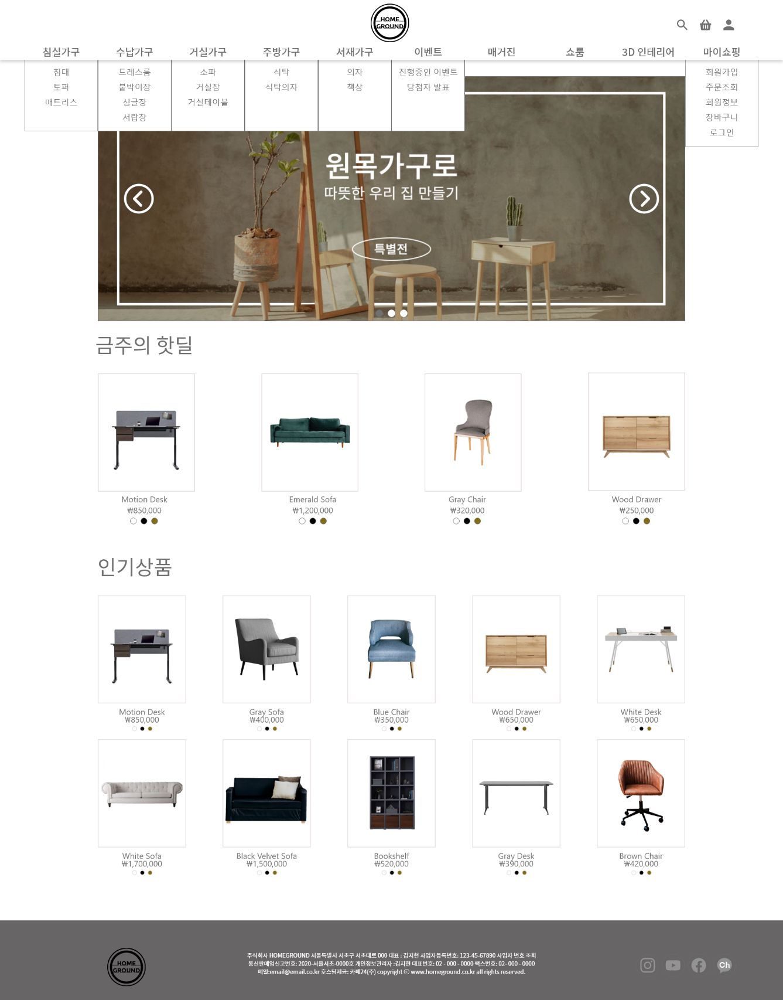 HOME
GROUND
침실가구 수납가구 거실가구 주방가구 서재가구 이벤트 매거진 쇼룸 3D 인테리어 마이쇼핑
침대 드레스룸 소파 식탁 의자 진행중인 이벤트 회원가입
토퍼 붙박이장 거실장 식탁의자 책상 당첨자 발표 주문조회
매트리스 싱글장 거실테이블 회원정보
서랍장 장바구니
로그인
원목가구로
따뜻한 우리 집 만들기
특별전
금주의 핫딜
Motion Desk Emerald Sofa Gray Chair Wood Drawer
₩850,000 ₩1,200,000 ₩320,000 ₩250,000
인기상품
Motion Desk Gray Sofa Blue Chair Wood Drawer White Desk
₩850,000 ₩400,000 ₩350,000 ₩650,000 ₩650,000
White Sofa Black Velvet Sofa Bookshelf Gray Desk Brown Chair
₩1,700,000 ₩1,500,000 ₩520,000 ₩390,000 ₩420,000
HOME
GROUND
주식회사 HOMEGROUND 서울특별시 서초구 서초대로 000 대표 : 김지현 사업자등록번호: 123-45-67890 사업자 번호 조회
통신판매업신고번호: 2020-서울서초-0000호 개인정보관리자 :김지현 대표번호: 02 - 000 - 0000 팩스번호: 02- 000 - 0000
메일:email@email.co.kr 호스팅제공: 카페24(주) copyright ⓒ www.homeground.co.kr all rights reserved.
Ch